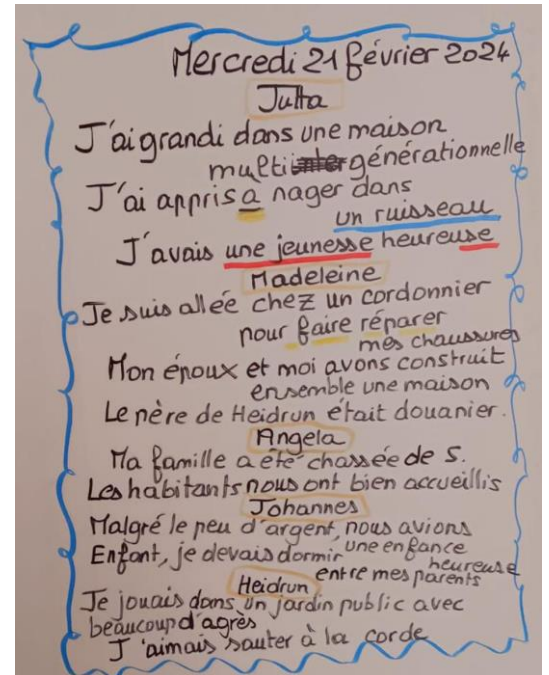 Mercredi 21 février 2024
Jutta
J'ai grandi dans une maison
multi générationnelle
J'ai appris à nager dans
un ruisseau
J'avais une jeunesse heureuse
Madeleine
Je suis allée chez un cordonnier
pour faire réparer
mes chaussures
Mon époux et moi avons construit
ensemble une maison
Le père de Heidrun était douanier.
Angela
Ma famille a été chassée de S.
Les habitants nous ont bien accueillis
Johannes
Malgré le peu d'argent, nous avions
une enfance
heureuse
Enfant, je devais dormir
entre mes parents
Heidrun
Je jouais dans un jardin public avec
beaucoup d'agrès
J'aimais sauter à la corde